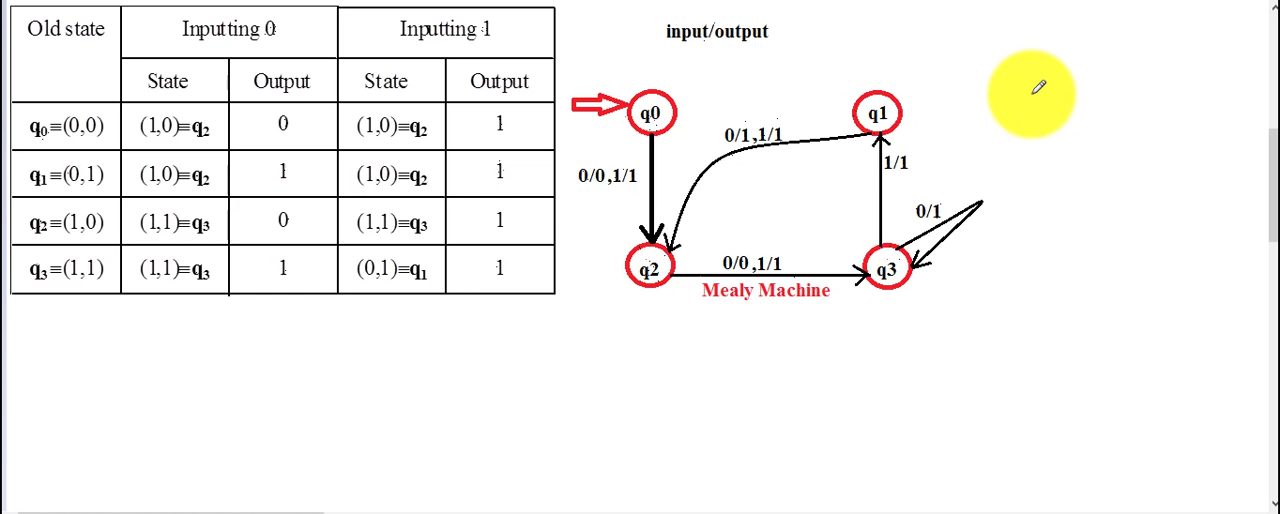 Old state Inputting 0 Inputting 1
State Output State Output
q0≡(0,0) (1,0)≡q2 0 (1,0)≡q2 1
q1≡(0,1) (1,0)≡q2 1 (1,0)≡q2 1
q2≡(1,0) (1,1)≡q3 0 (1,1)≡q3 1
q3≡(1,1) (1,1)≡q3 1 (0,1)≡q1 1
input/output
q0
q1
0/1,1/1
1/1
0/0,1/1
0/1
q2
0/0,1/1
q3
Mealy Machine